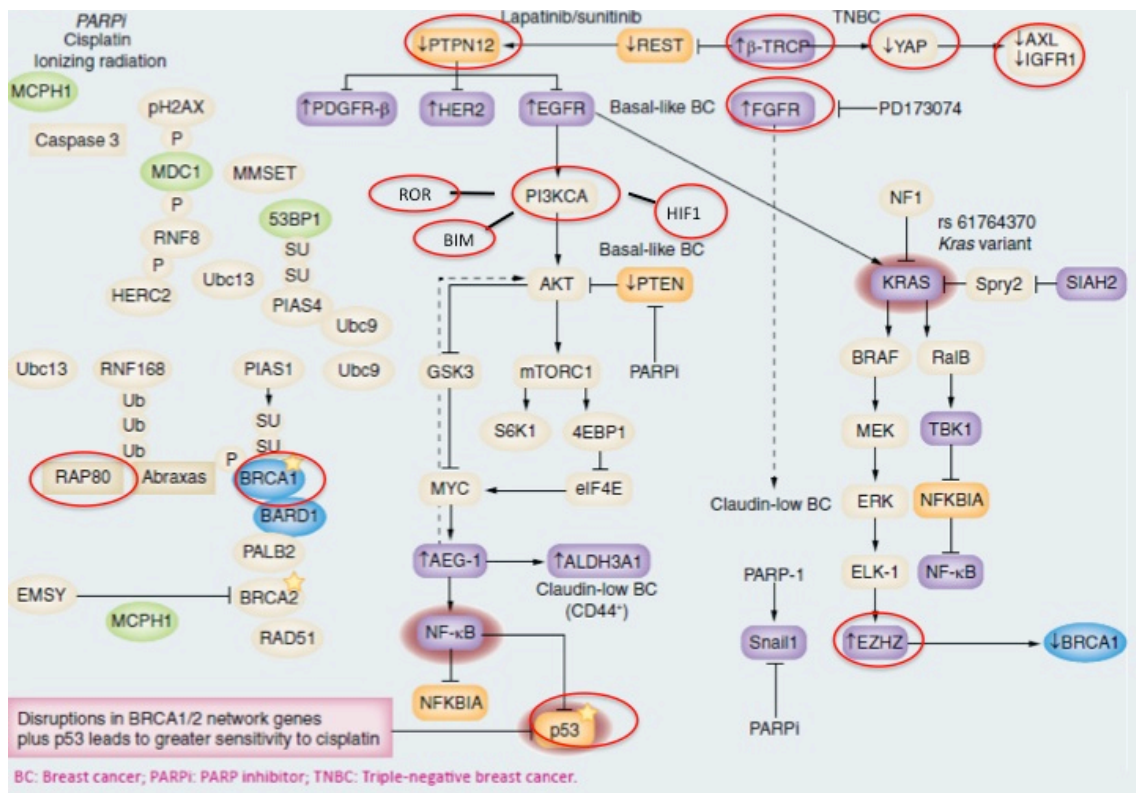 PARPi
Cisplatin
Ionizing radiation
MCPH1
pH2AX
Caspase 3
P
MDC1
MMSET
P
53BP1
RNF8
SU
P
SU
Ubc13
HERC2
PIAS4
Ubc9
Ubc13
RNF168
PIAS1
Ubc9
Ub
Ub
Ub
SU
SU
P
RAP80
Abraxas
BRCA1
BARD1
PALB2
EMSY
BRCA2
MCPH1
RAD51
Lapatinib/sunitinib
TNBC
↓PTPN12
↓REST
↑β-TRCP
↓YAP
↓AXL
↓IGFR1
↑PDGFR-β
↑HER2
↑EGFR
Basal-like BC
↑FGFR
PD173074
ROR
PI3KCA
HIF1
BIM
NF1
rs 61764370
Kras variant
Basal-like BC
AKT
↓PTEN
KRAS
Spry2
SIAH2
GSK3
mTORC1
PARPi
BRAF
RalB
S6K1
4EBP1
MEK
TBK1
MYC
eIF4E
Claudin-low BC
ERK
NFKBIA
↑AEG-1
↑ALDH3A1
Claudin-low BC
(CD44⁺)
PARP-1
ELK-1
NF-κB
NF-κB
Snail1
↑EZHZ
↓BRCA1
NFKBIA
p53
PARPi
Disruptions in BRCA1/2 network genes
plus p53 leads to greater sensitivity to cisplatin
BC: Breast cancer; PARPi: PARP inhibitor; TNBC: Triple-negative breast cancer.